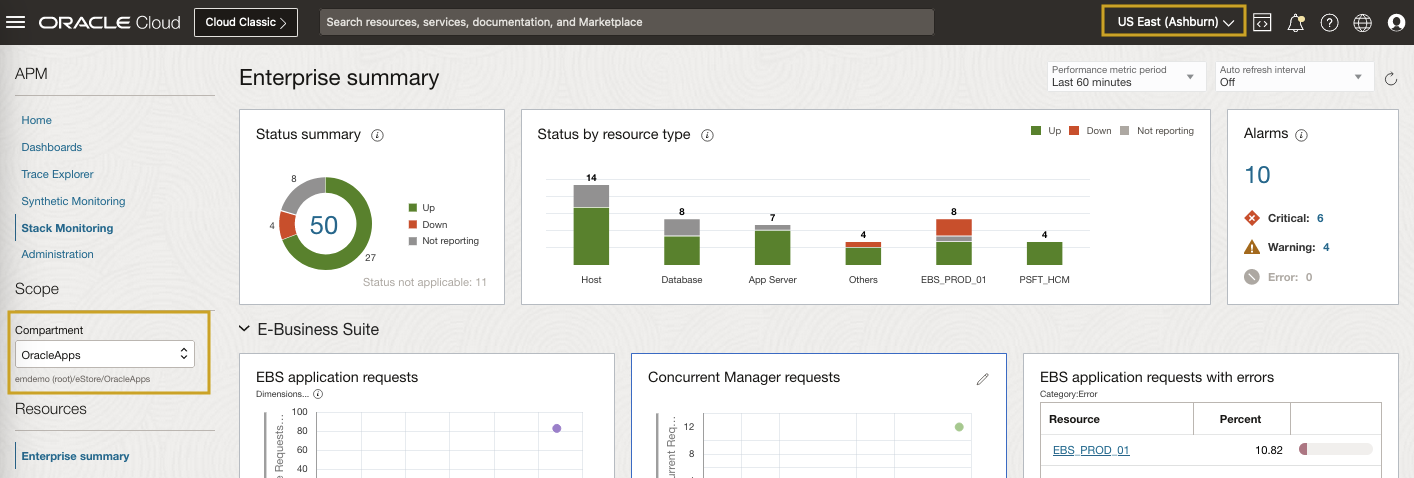 ORACLE Cloud
Cloud Classic
Search resources, services, documentation, and Marketplace
US East (Ashburn)
APM
Home
Dashboards
Trace Explorer
Synthetic Monitoring
Stack Monitoring
Administration
Scope
Compartment
OracleApps
emdemo (root)/eStore/OracleApps
Resources
Enterprise summary
Enterprise summary
Performance metric period
Last 60 minutes
Auto refresh interval
Off
Status summary
8
4
50
27
Up
Down
Not reporting
Status not applicable: 11
Status by resource type
Up Down Not reporting
14 8 7 4 8 4
Host Database App Server Others EBS_PROD_01 PSFT_HCM
Alarms
10
Critical: 6
Warning: 4
Error: 0
E-Business Suite
EBS application requests
Dimensions...
Requests...
100
80
60
40
Concurrent Manager requests
urrent Req...
12
8
EBS application requests with errors
Category:Error
Resource Percent
EBS_PROD_01 10.82